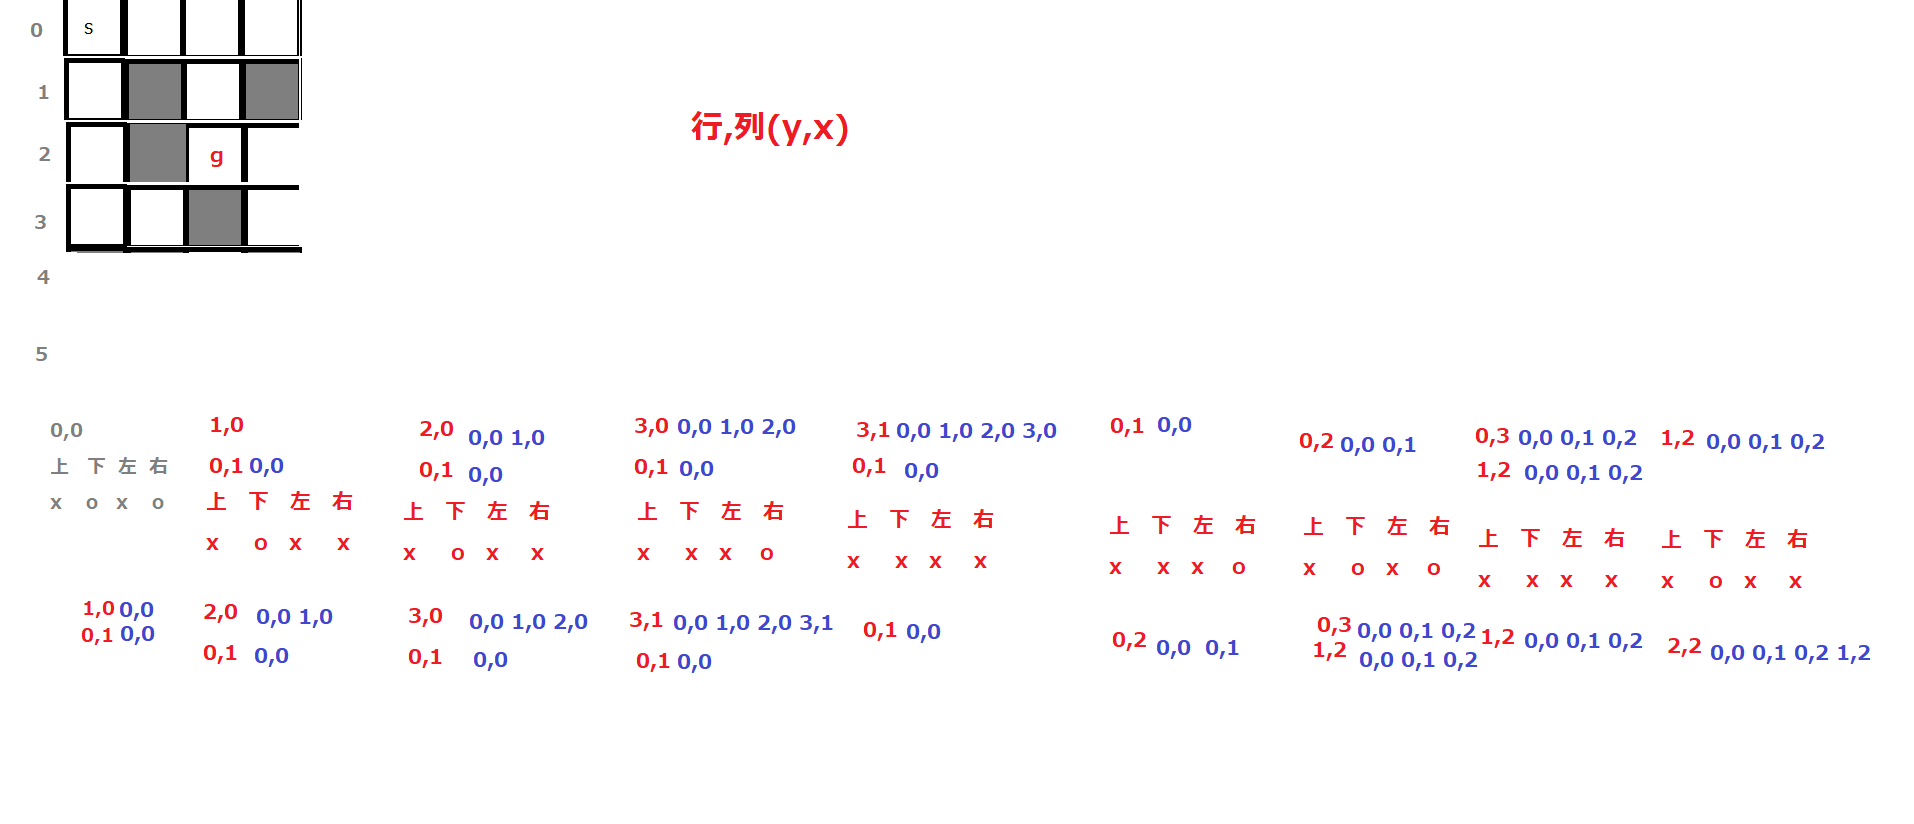 0 s
1
行,列(y,x)
2 g
3
4
5
0,0
上 下 左 右
x o x o
1,0 0,0
0,1 0,0
1,0
0,1 0,0
上 下 左 右
x o x x
2,0 0,0 1,0
0,1 0,0
2,0 0,0 1,0
0,1 0,0
上 下 左 右
x o x x
3,0 0,0 1,0 2,0
0,1 0,0
3,0 0,0 1,0 2,0
0,1 0,0
上 下 左 右
x x x o
3,1 0,0 1,0 2,0 3,1
0,1 0,0
3,1 0,0 1,0 2,0 3,0
0,1 0,0
上 下 左 右
x x x x
0,1 0,0
0,1 0,0
上 下 左 右
x x x o
0,2 0,0 0,1
0,2 0,0 0,1
上 下 左 右
x o x o
0,3 0,0 0,1 0,2
1,2 0,0 0,1 0,2
0,3 0,0 0,1 0,2
1,2 0,0 0,1 0,2
上 下 左 右
x x x x
1,2 0,0 0,1 0,2
1,2 0,0 0,1 0,2
上 下 左 右
x o x x
2,2 0,0 0,1 0,2 1,2